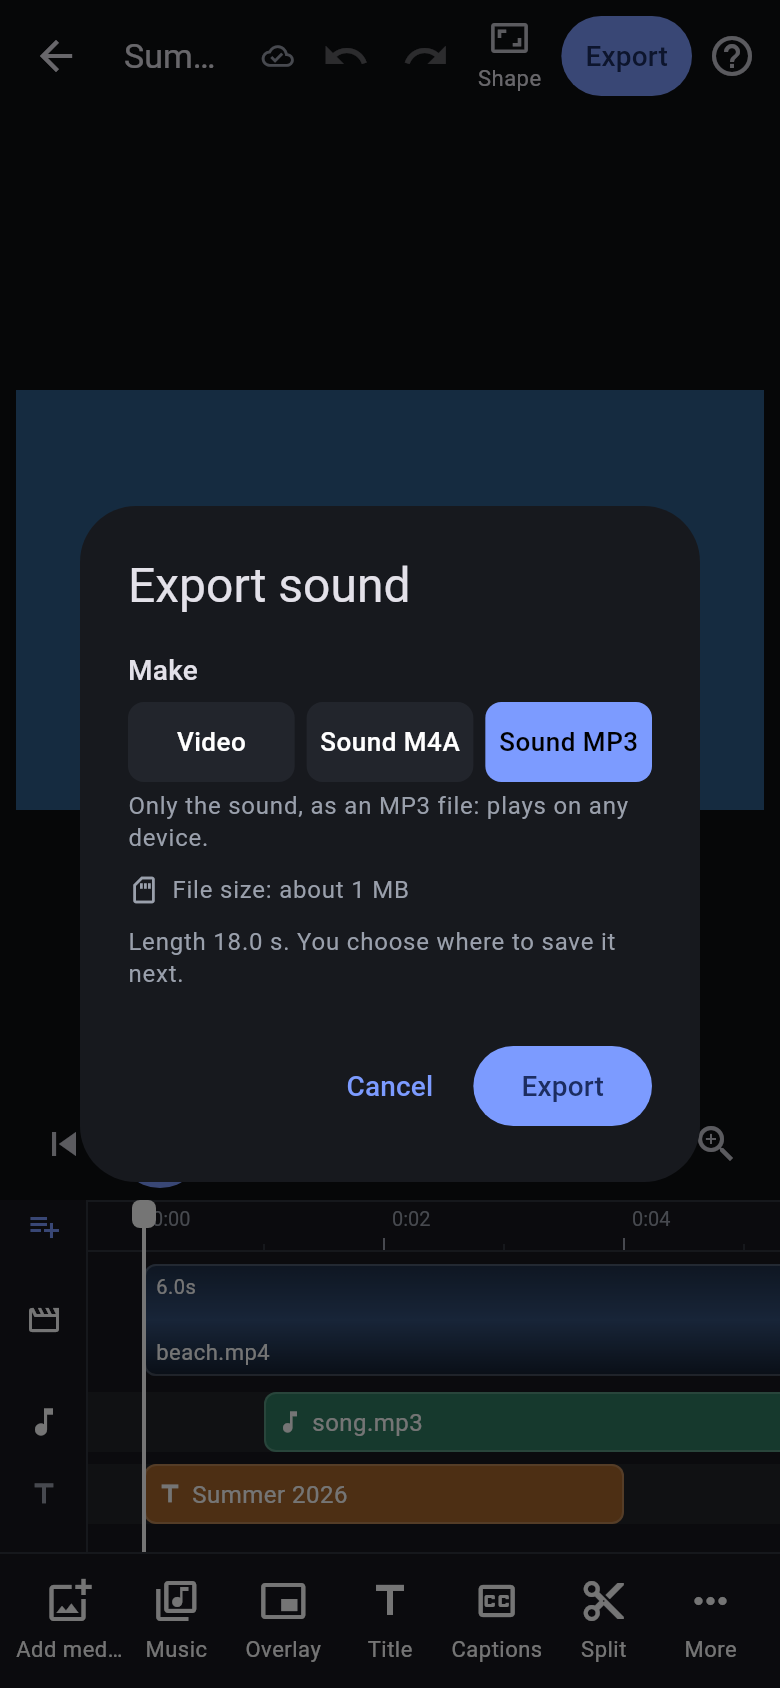 Sum...
Shape
Export
Export sound
Make
Video
Sound M4A
Sound MP3
Only the sound, as an MP3 file: plays on any
device.
File size: about 1 MB
Length 18.0 s. You choose where to save it
next.
Cancel
Export
0:00
0:02
0:04
6.0s
beach.mp4
song.mp3
T
T Summer 2026
Add med...
Music
Overlay
Title
Captions
Split
More